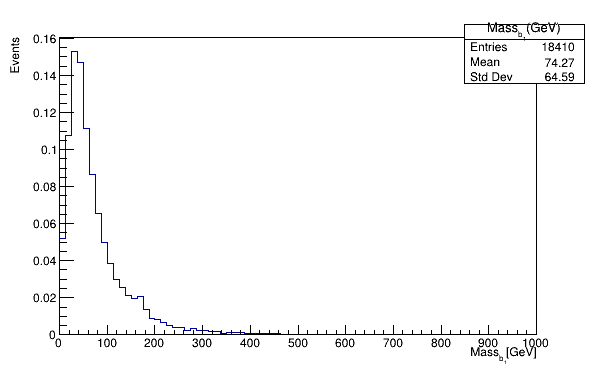 Mass_b_1(GeV)
Entries 18410
Mean 74.27
Std Dev 64.59
Events
0.16
0.14
0.12
0.1
0.08
0.06
0.04
0.02
0
0 100 200 300 400 500 600 700 800 900 1000
Mass_b_1[GeV]